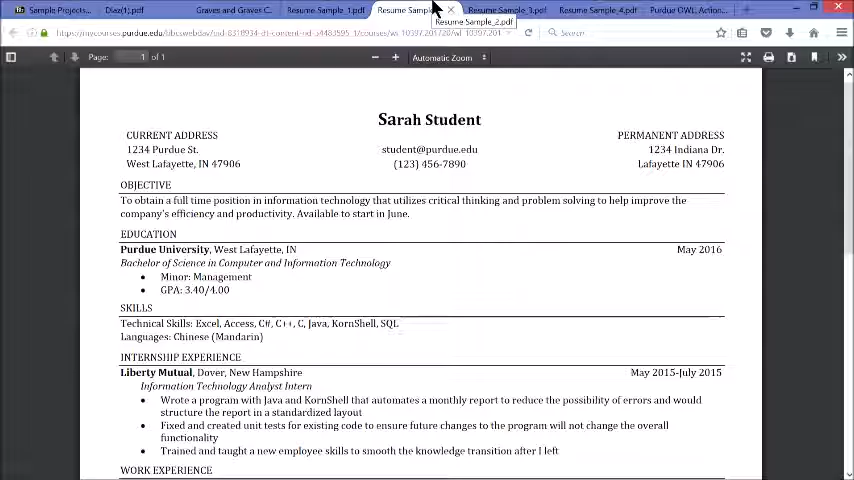 Sample Projects...
Diaz(1).pdf
Graves and Graves C...
Resume Sample_1.pdf
Resume Sample
Resume Sample_3.pdf
Resume Sample_4.pdf
Purdue OWL, Action...
Resume Sample_2.pdf
Search
Page: 1 of 1
Automatic Zoom
Sarah Student
CURRENT ADDRESS
1234 Purdue St.
West Lafayette, IN 47906
student@purdue.edu
(123) 456-7890
PERMANENT ADDRESS
1234 Indiana Dr.
Lafayette IN 47906
OBJECTIVE
To obtain a full time position in information technology that utilizes critical thinking and problem solving to help improve the
company's efficiency and productivity. Available to start in June.
EDUCATION
Purdue University, West Lafayette, IN May 2016
Bachelor of Science in Computer and Information Technology
• Minor: Management
• GPA: 3.40/4.00
SKILLS
Technical Skills: Excel, Access, C#, C++, C, Java, KornShell, SQL
Languages: Chinese (Mandarin)
INTERNSHIP EXPERIENCE
Liberty Mutual, Dover, New Hampshire May 2015-July 2015
Information Technology Analyst Intern
• Wrote a program with Java and KornShell that automates a monthly report to reduce the possibility of errors and would
structure the report in a standardized layout
• Fixed and created unit tests for existing code to ensure future changes to the program will not change the overall
functionality
• Trained and taught a new employee skills to smooth the knowledge transition after I left
WORK EXPERIENCE